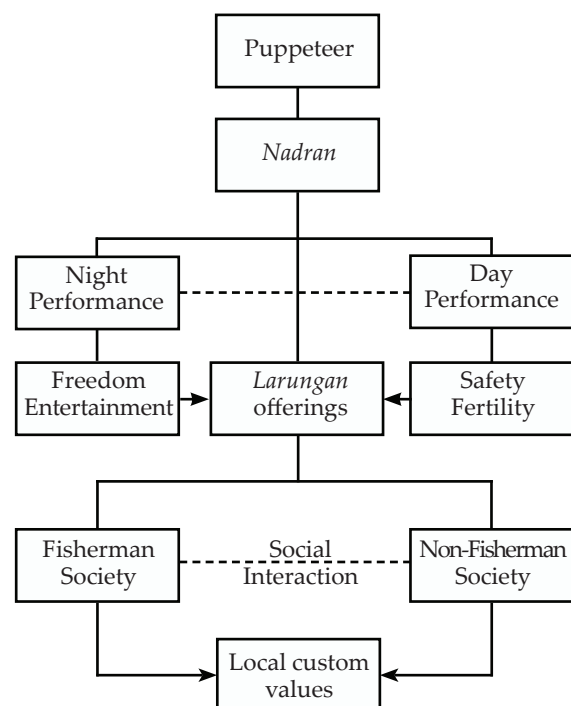 Puppeteer
Nadran
Night
Performance
Day
Performance
Freedom
Entertainment
Larungan
offerings
Safety
Fertility
Fisherman
Society
Social
Interaction
Non-Fisherman
Society
Local custom
values